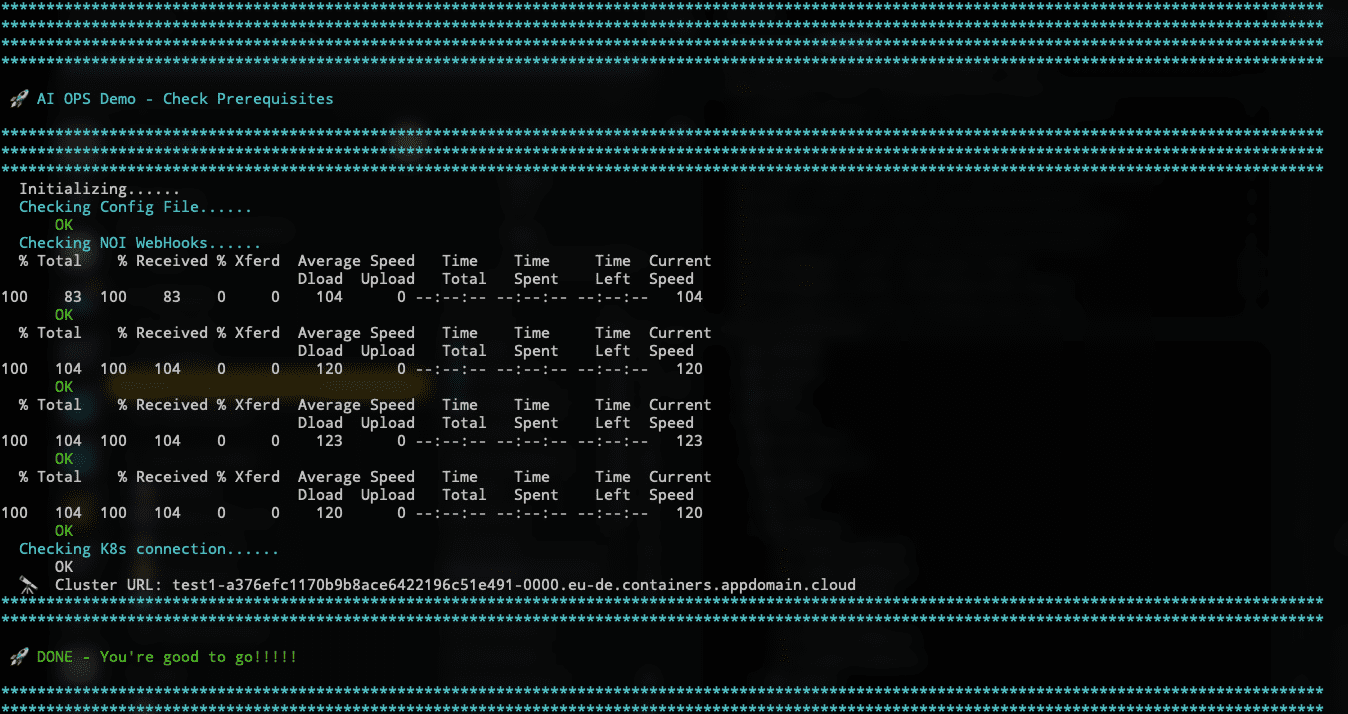 ***************************************************************************************************************************************************
***************************************************************************************************************************************************
***************************************************************************************************************************************************
***************************************************************************************************************************************************
🚀 AI OPS Demo - Check Prerequisites
***************************************************************************************************************************************************
***************************************************************************************************************************************************
***************************************************************************************************************************************************
Initializing......
Checking Config File......
OK
Checking NOI WebHooks......
% Total    % Received % Xferd  Average Speed   Time    Time     Time  Current
Dload  Upload   Total   Spent    Left  Speed
100    83  100    83    0     0    104      0 --:--:-- --:--:-- --:--:--   104
OK
% Total    % Received % Xferd  Average Speed   Time    Time     Time  Current
Dload  Upload   Total   Spent    Left  Speed
100   104  100   104    0     0    120      0 --:--:-- --:--:-- --:--:--   120
OK
% Total    % Received % Xferd  Average Speed   Time    Time     Time  Current
Dload  Upload   Total   Spent    Left  Speed
100   104  100   104    0     0    123      0 --:--:-- --:--:-- --:--:--   123
OK
% Total    % Received % Xferd  Average Speed   Time    Time     Time  Current
Dload  Upload   Total   Spent    Left  Speed
100   104  100   104    0     0    120      0 --:--:-- --:--:-- --:--:--   120
OK
Checking K8s connection......
OK
🔭 Cluster URL: test1-a376efc1170b9b8ace6422196c51e491-0000.eu-de.containers.appdomain.cloud
***************************************************************************************************************************************************
***************************************************************************************************************************************************
🚀 DONE - You're good to go!!!!!
***************************************************************************************************************************************************
***************************************************************************************************************************************************